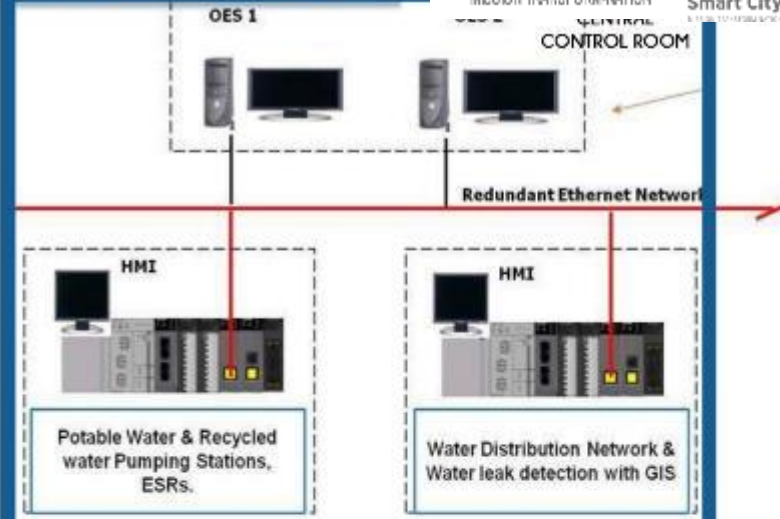 Smart City
OES 1
CENTRAL
CONTROL ROOM
Redundant Ethernet Network
HMI
HMI
Potable Water & Recycled
water Pumping Stations,
ESRs.
Water Distribution Network &
Water leak detection with GIS